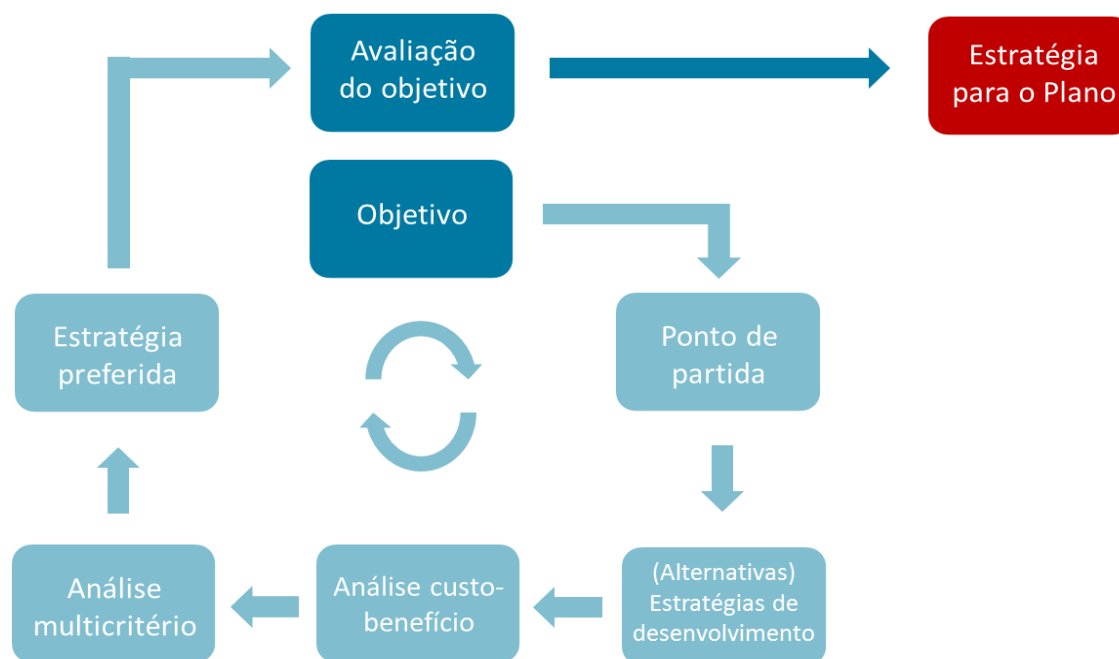 Avaliação
do objetivo
Estratégia
para o Plano
Objetivo
Estratégia
preferida
Ponto de
partida
Análise
multicritério
Análise custo-
benefício
(Alternativas)
Estratégias de
desenvolvimento